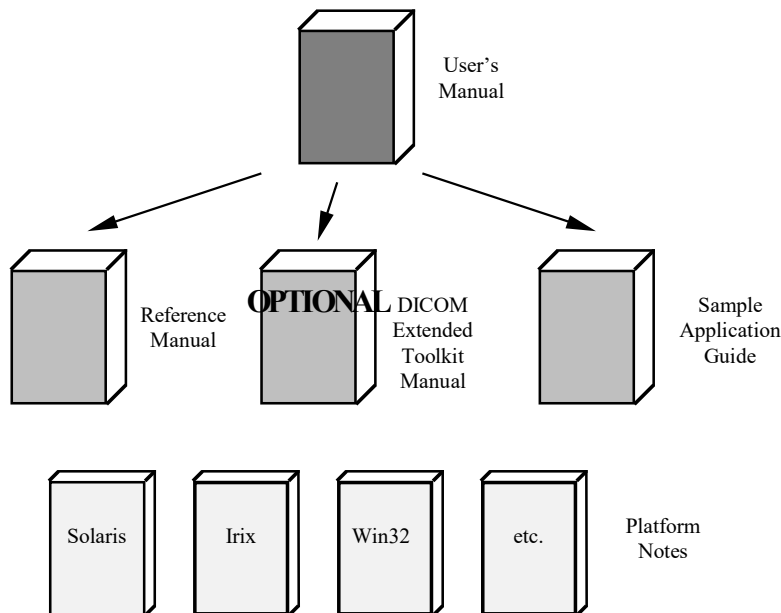 User’s
Manual
Reference
Manual
OPTIONAL
DICOM
Extended
Toolkit
Manual
Sample
Application
Guide
Solaris
Irix
Win32
etc.
Platform
Notes